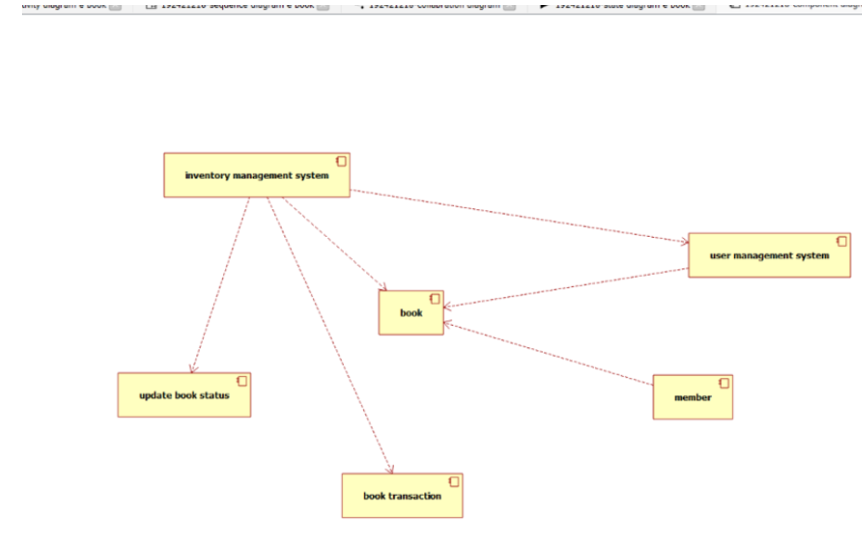 inventory management system
user management system
book
update book status
member
book transaction